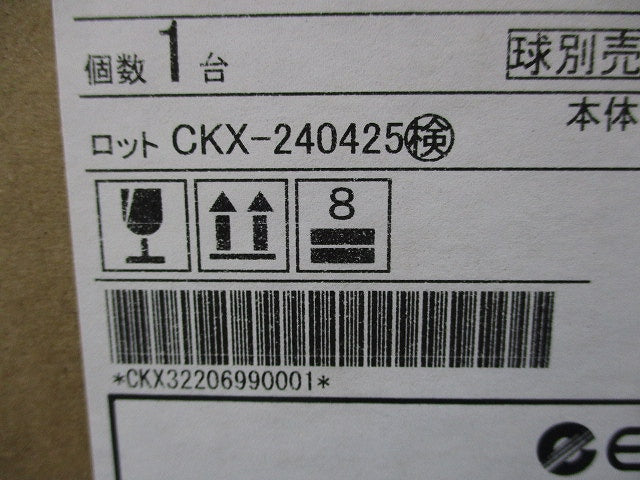 個数 1 台
球別売
本体
ロット CKX-240425検
8
*CKX32206990001*
e